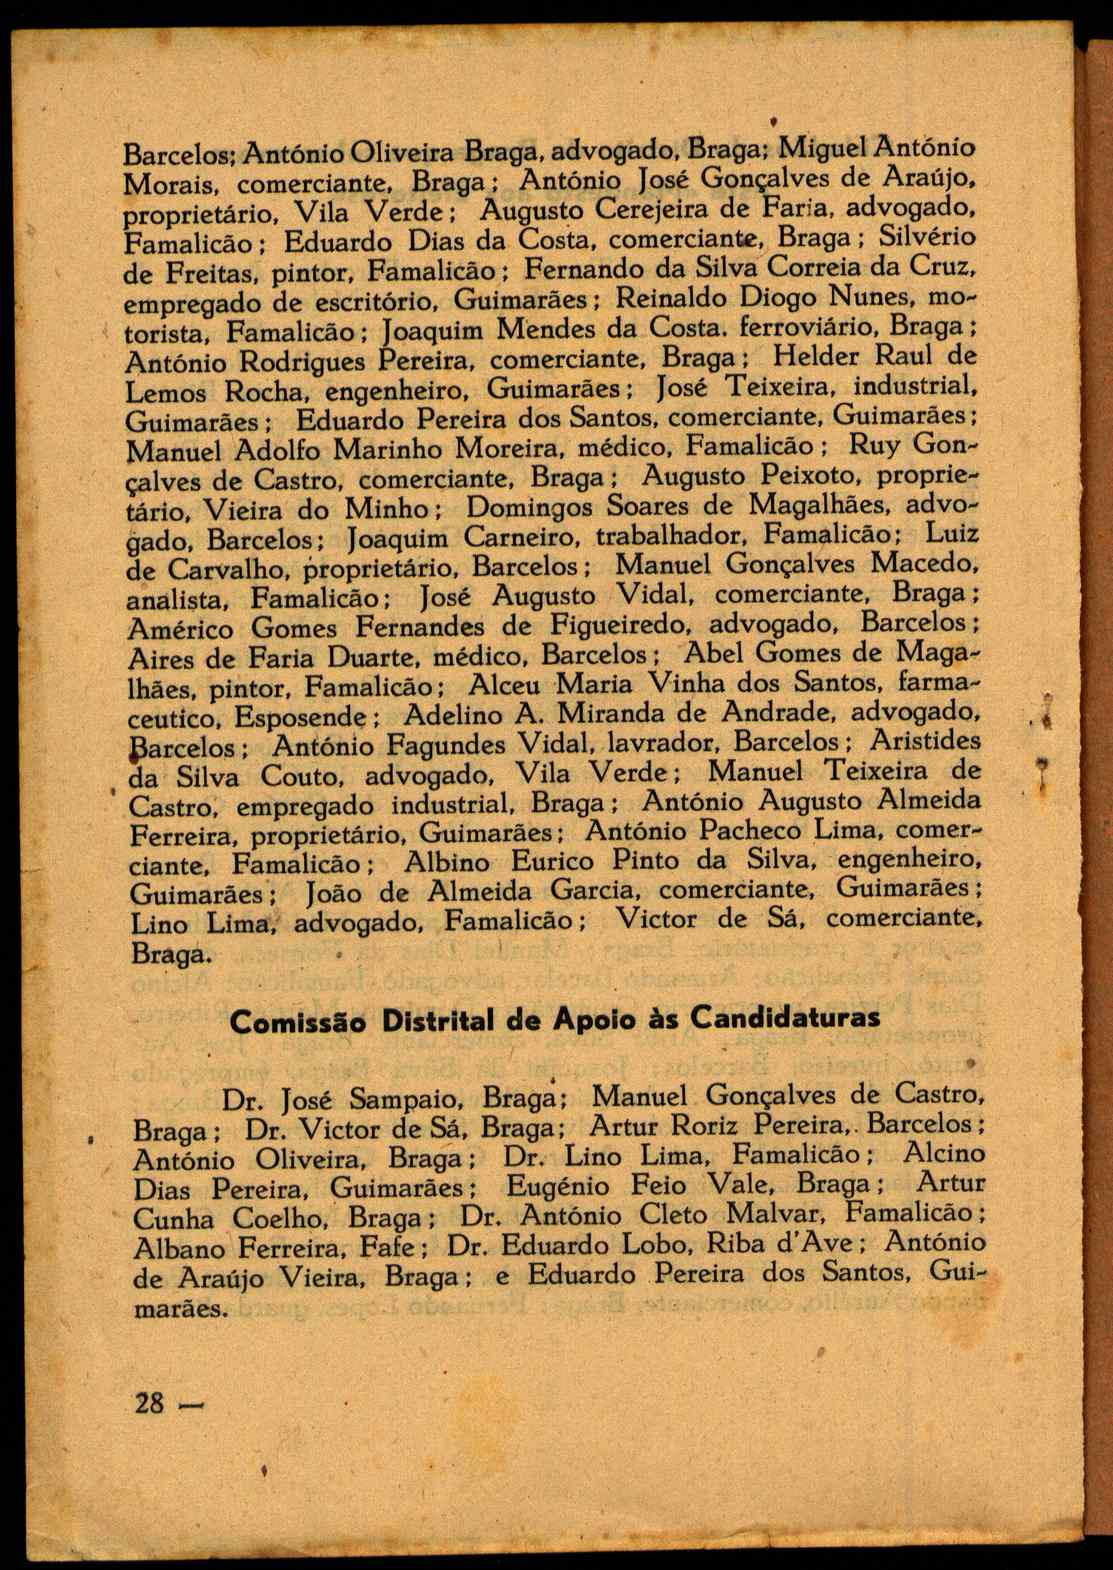 Barcelos; António Oliveira Braga, advogado, Braga; Miguel António
Morais, comerciante, Braga; António José Gonçalves de Araújo,
proprietário, Vila Verde; Augusto Cerejeira de Faria, advogado,
Famalicão; Eduardo Dias da Costa, comerciante, Braga; Silvério
de Freitas, pintor, Famalicão; Fernando da Silva Correia da Cruz,
empregado de escritório, Guimarães; Reinaldo Diogo Nunes, mo-
torista, Famalicão; Joaquim Mendes da Costa. ferroviário, Braga;
António Rodrigues Pereira, comerciante, Braga; Helder Raul de
Lemos Rocha, engenheiro, Guimarães; José Teixeira, industrial,
Guimarães; Eduardo Pereira dos Santos, comerciante, Guimarães;
Manuel Adolfo Marinho Moreira, médico, Famalicão; Ruy Gon-
çalves de Castro, comerciante, Braga; Augusto Peixoto, proprie-
tário, Vieira do Minho; Domingos Soares de Magalhães, advo-
gado, Barcelos; Joaquim Carneiro, trabalhador, Famalicão; Luiz
de Carvalho, proprietário, Barcelos; Manuel Gonçalves Macedo,
analista, Famalicão; José Augusto Vidal, comerciante, Braga;
Américo Gomes Fernandes de Figueiredo, advogado, Barcelos;
Aires de Faria Duarte, médico, Barcelos; Abel Gomes de Maga-
lhães, pintor, Famalicão; Alceu Maria Vinha dos Santos, farma-
ceutico, Esposende; Adelino A. Miranda de Andrade, advogado,
Barcelos; António Fagundes Vidal, lavrador, Barcelos; Aristides
da Silva Couto, advogado, Vila Verde; Manuel Teixeira de
Castro, empregado industrial, Braga; António Augusto Almeida
Ferreira, proprietário, Guimarães; António Pacheco Lima, comer-
ciante, Famalicão; Albino Eurico Pinto da Silva, engenheiro,
Guimarães; João de Almeida Garcia, comerciante, Guimarães;
Lino Lima, advogado, Famalicão; Victor de Sá, comerciante,
Braga.
Comissão Distrital de Apoio às Candidaturas
Dr. José Sampaio, Braga; Manuel Gonçalves de Castro,
Braga; Dr. Victor de Sá, Braga; Artur Roriz Pereira, Barcelos;
António Oliveira, Braga; Dr. Lino Lima, Famalicão; Alcino
Dias Pereira, Guimarães; Eugénio Feio Vale, Braga; Artur
Cunha Coelho, Braga; Dr. António Cleto Malvar, Famalicão;
Albano Ferreira, Fafe; Dr. Eduardo Lobo, Riba d'Ave; António
de Araújo Vieira, Braga; e Eduardo Pereira dos Santos, Gui-
marães.
28 —